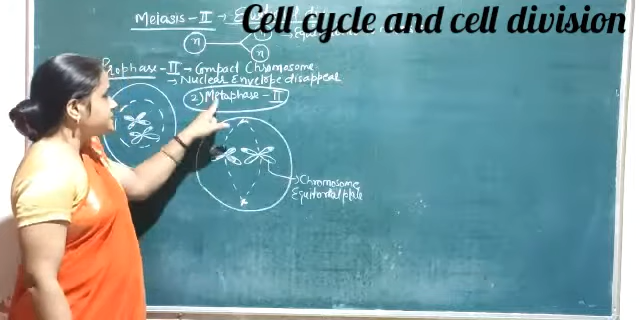 Cell cycle and cell division
Meiosis - II →
n
n
Prophase - II → Compact Chromosome
→ Nuclear Envelope disappear
2) Metaphase - II
→ Chromosome
Equitorial plate